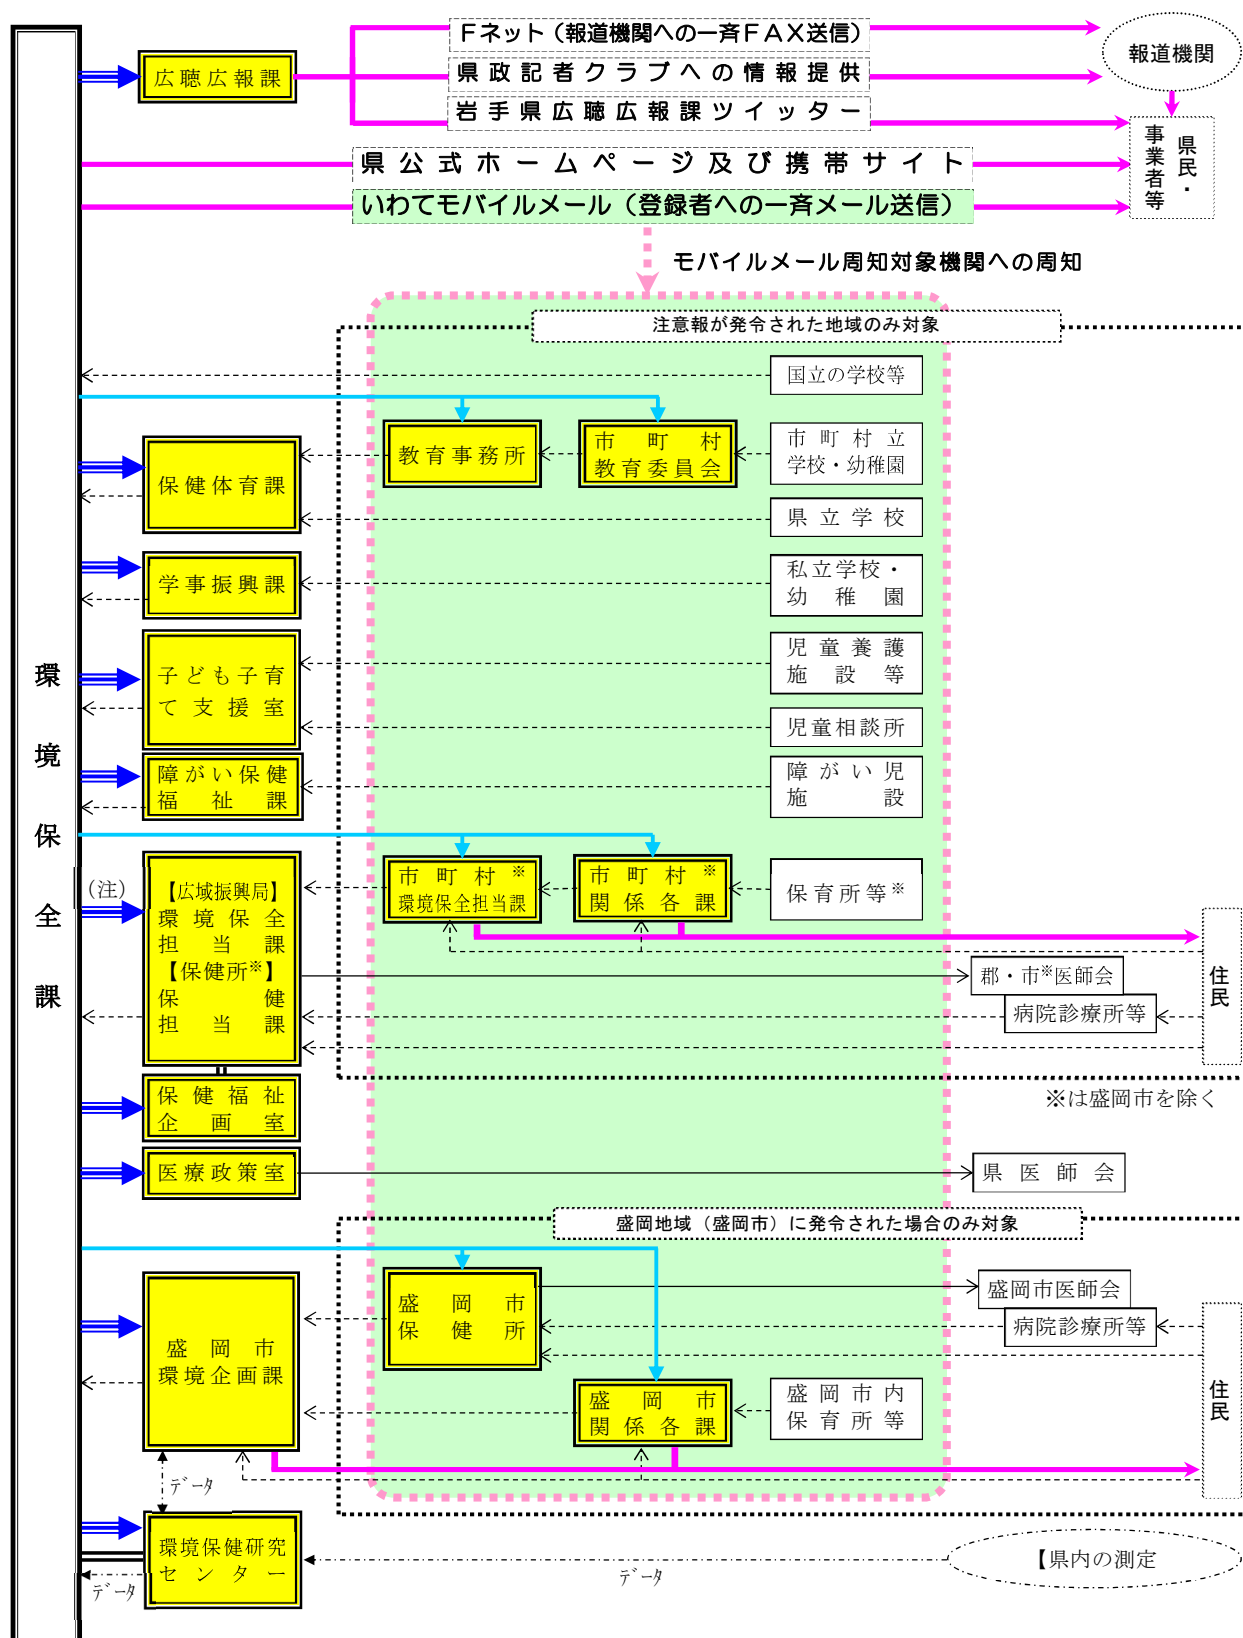 Fネット（報道機関への一斉FAX送信）
報道機関
広聴広報課
県政記者クラブへの情報提供
岩手県広聴広報課ツイッター
県民・
事業者等
県公式ホームページ及び携帯サイト
いわてモバイルメール（登録者への一斉メール送信）
モバイルメール周知対象機関への周知
注意報が発令された地域のみ対象
国立の学校等
教育事務所
市町村
教育委員会
市町村立
学校・幼稚園
保健体育課
県立学校
学事振興課
私立学校・
幼稚園
環境保全課
子ども子育
て支援室
児童養護
施設等
児童相談所
障がい保健
福祉課
障がい児
施設
（注）
【広域振興局】
環境保全
担当課
【保健所※】
保健
担当課
市町村※
環境保全担当課
市町村※
関係各課
保育所等※
住民
郡・市※医師会
病院診療所等
保健福祉
企画室
※は盛岡市を除く
医療政策室
県医師会
盛岡地域（盛岡市）に発令された場合のみ対象
盛岡市
環境企画課
盛岡市
保健所
盛岡市医師会
病院診療所等
盛岡市
関係各課
盛岡市内
保育所等
住民
データ
環境保健研究
センター
データ
データ
【県内の測定